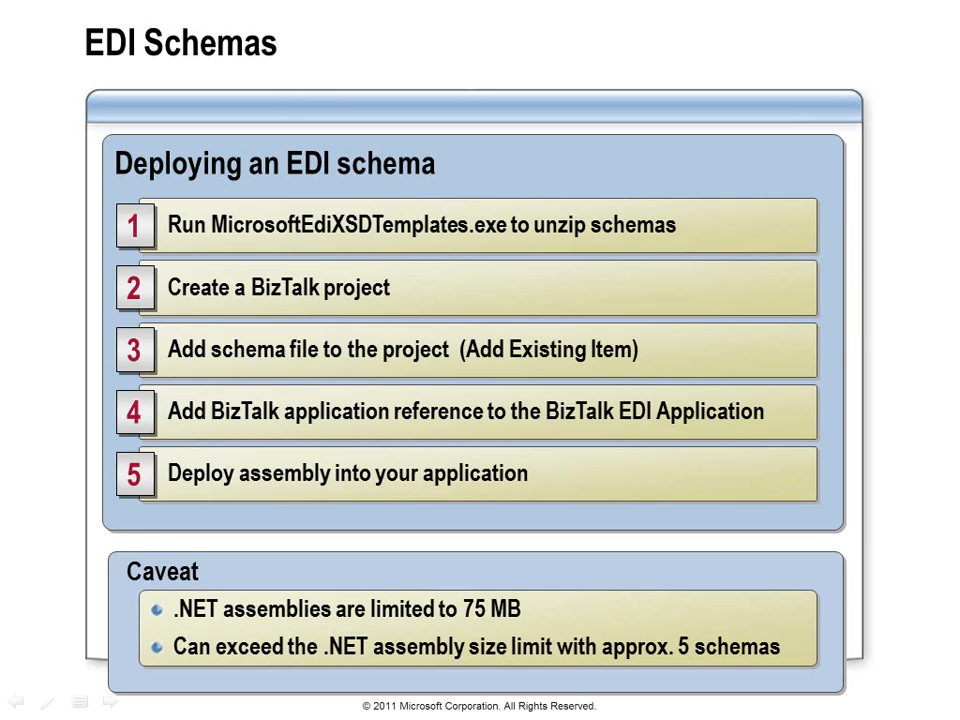 EDI Schemas
Deploying an EDI schema
1 Run MicrosoftEdiXSDTemplates.exe to unzip schemas
2 Create a BizTalk project
3 Add schema file to the project  (Add Existing Item)
4 Add BizTalk application reference to the BizTalk EDI Application
5 Deploy assembly into your application
Caveat
.NET assemblies are limited to 75 MB
Can exceed the .NET assembly size limit with approx. 5 schemas
© 2011 Microsoft Corporation. All Rights Reserved.